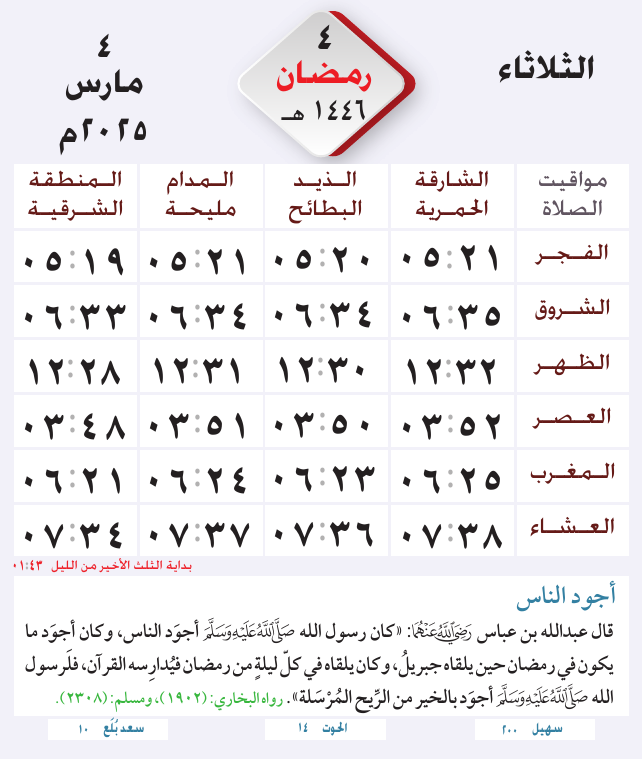 الثلاثاء
٤
رمضان
١٤٤٦ هـ
٤
مارس
٢٠٢٥م
مواقيت الصلاة	الشارقة الحمرية	الذيد البطائح	المدام مليحة	المنطقة الشرقية
الفجر	٠٥:٢١	٠٥:٢٠	٠٥:٢١	٠٥:١٩
الشروق	٠٦:٣٥	٠٦:٣٤	٠٦:٣٤	٠٦:٣٣
الظهر	١٢:٣٢	١٢:٣٠	١٢:٣١	١٢:٢٨
العصر	٠٣:٥٢	٠٣:٥٠	٠٣:٥١	٠٣:٤٨
المغرب	٠٦:٢٥	٠٦:٢٣	٠٦:٢٤	٠٦:٢١
العشاء	٠٧:٣٨	٠٧:٣٦	٠٧:٣٧	٠٧:٣٤
بداية الثلث الأخير من الليل ٠١:٤٣
أجود الناس
قال عبدالله بن عباس رَضِيَ اللَّهُ عَنْهُمَا: «كان رسول الله صَلَّى اللَّهُ عَلَيْهِ وَسَلَّمَ أجوَد الناس، وكان أجوَد ما
يكون في رمضان حين يلقاه جبريلُ، وكان يلقاه في كلّ ليلةٍ من رمضان فيُدارِسه القرآن، فلَرسول
الله صَلَّى اللَّهُ عَلَيْهِ وَسَلَّمَ أجوَد بالخير من الرِّيح المُرْسَلة». رواه البخاري: (١٩٠٢)، ومسلم: (٢٣٠٨).
سهيل ٢٠٠	الحوت ١٤	سعد بُلَع ١٠